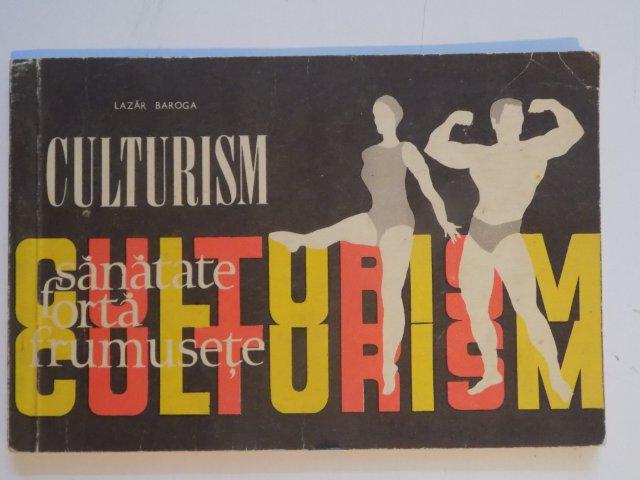 LAZĂR BAROGA
CULTURISM
CULTURISM
sănătate
forță
frumusețe
CULTURISM